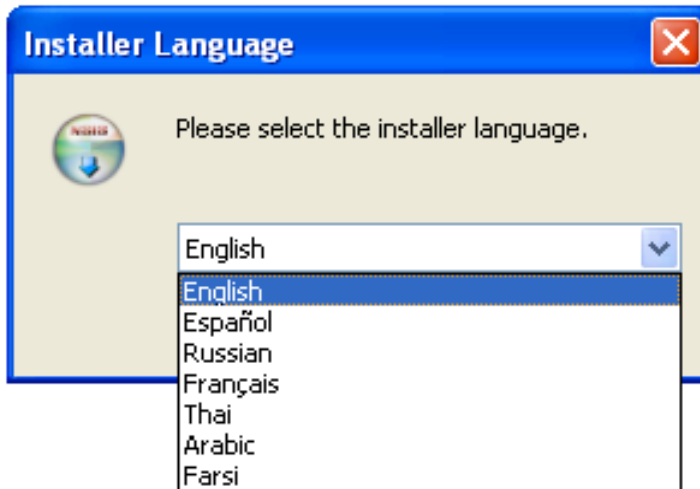 Installer Language
Please select the installer language.
English
English
Español
Russian
Français
Thai
Arabic
Farsi